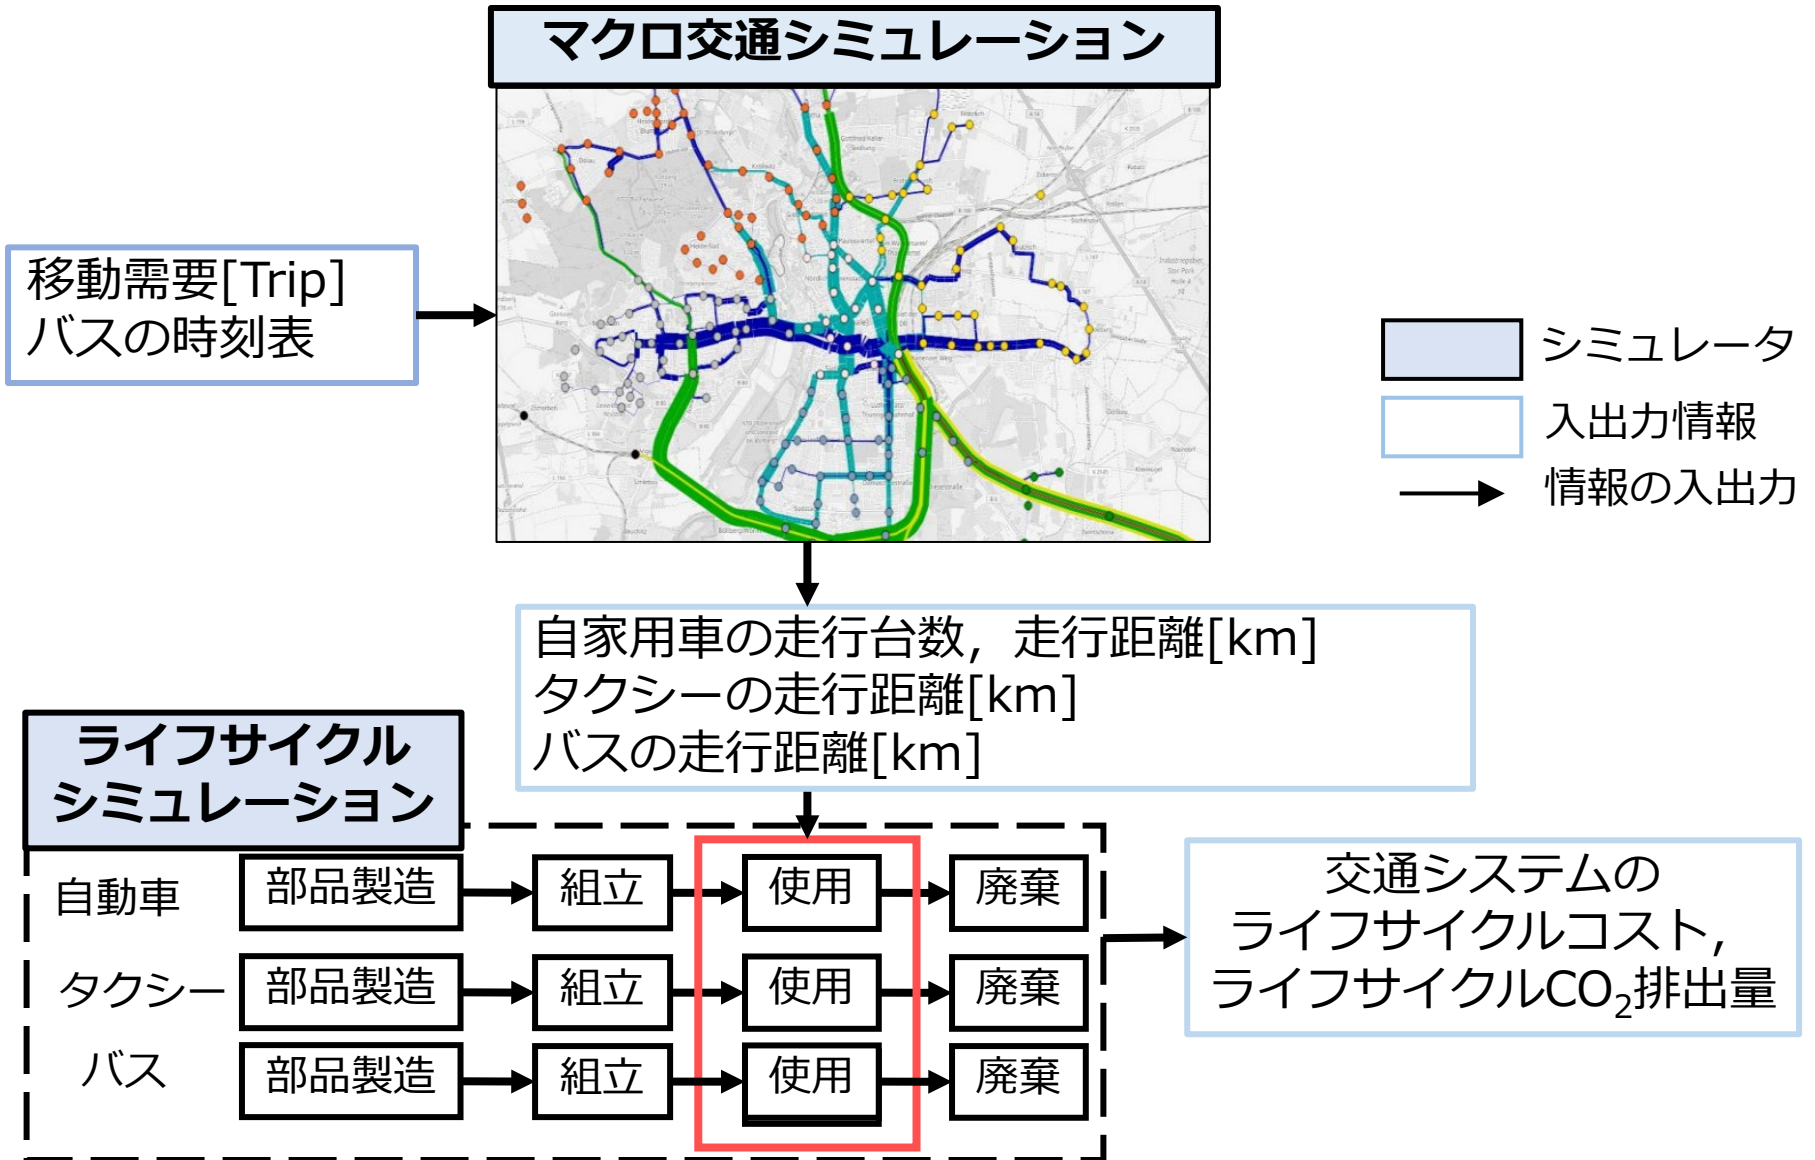 マクロ交通シミュレーション
移動需要[Trip]
バスの時刻表
シミュレータ
入出力情報
情報の入出力
自家用車の走行台数，走行距離[km]
タクシーの走行距離[km]
バスの走行距離[km]
ライフサイクル
シミュレーション
自動車 部品製造 組立 使用 廃棄
タクシー 部品製造 組立 使用 廃棄
バス 部品製造 組立 使用 廃棄
交通システムの
ライフサイクルコスト，
ライフサイクルCO₂排出量